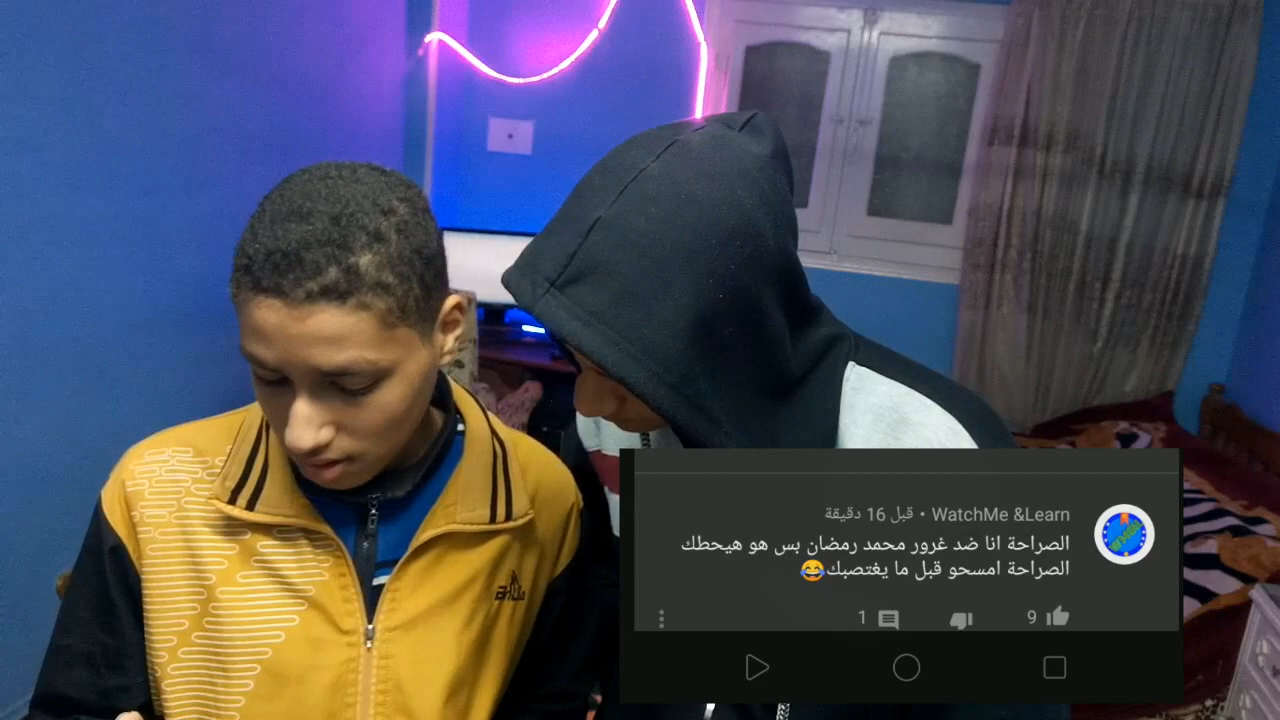 WatchMe &Learn • قبل 16 دقيقة
الصراحة انا ضد غرور محمد رمضان بس هو هيحطك
الصراحة امسحو قبل ما يغتصبك😂
9
1